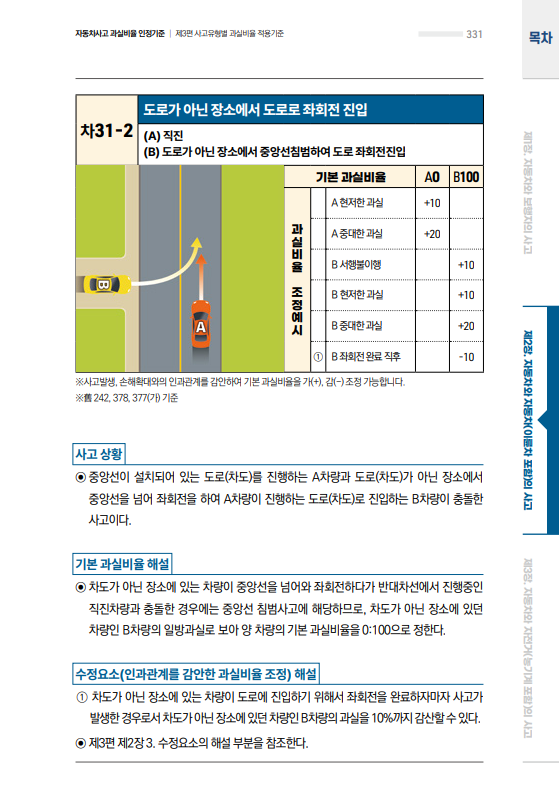 자동차사고 과실비율 인정기준 | 제3편 사고유형별 과실비율 적용기준
331
목차
차31-2
도로가 아닌 장소에서 도로로 좌회전 진입
(A) 직진
(B) 도로가 아닌 장소에서 중앙선침범하여 도로 좌회전진입
기본 과실비율 A0 B100
과실비율 조정예시
A 현저한 과실 +10
A 중대한 과실 +20
B 서행불이행 +10
B 현저한 과실 +10
B 중대한 과실 +20
① B 좌회전 완료 직후 -10
B
A
※사고발생, 손해확대와의 인과관계를 감안하여 기본 과실비율을 가(+), 감(-) 조정 가능합니다.
※舊 242, 378, 377(가) 기준
사고 상황
◉ 중앙선이 설치되어 있는 도로(차도)를 진행하는 A차량과 도로(차도)가 아닌 장소에서
중앙선을 넘어 좌회전을 하여 A차량이 진행하는 도로(차도)로 진입하는 B차량이 충돌한
사고이다.
기본 과실비율 해설
◉ 차도가 아닌 장소에 있는 차량이 중앙선을 넘어와 좌회전하다가 반대차선에서 진행중인
직진차량과 충돌한 경우에는 중앙선 침범사고에 해당하므로, 차도가 아닌 장소에 있던
차량인 B차량의 일방과실로 보아 양 차량의 기본 과실비율을 0:100으로 정한다.
수정요소(인과관계를 감안한 과실비율 조정) 해설
① 차도가 아닌 장소에 있는 차량이 도로에 진입하기 위해서 좌회전을 완료하자마자 사고가
발생한 경우로서 차도가 아닌 장소에 있던 차량인 B차량의 과실을 10%까지 감산할 수 있다.
◉ 제3편 제2장 3. 수정요소의 해설 부분을 참조한다.
제1장. 자동차와 보행자의 사고
제2장. 자동차와 자동차(이륜차 포함)의 사고
제3장. 자동차와 자전거(농기계 포함)의 사고